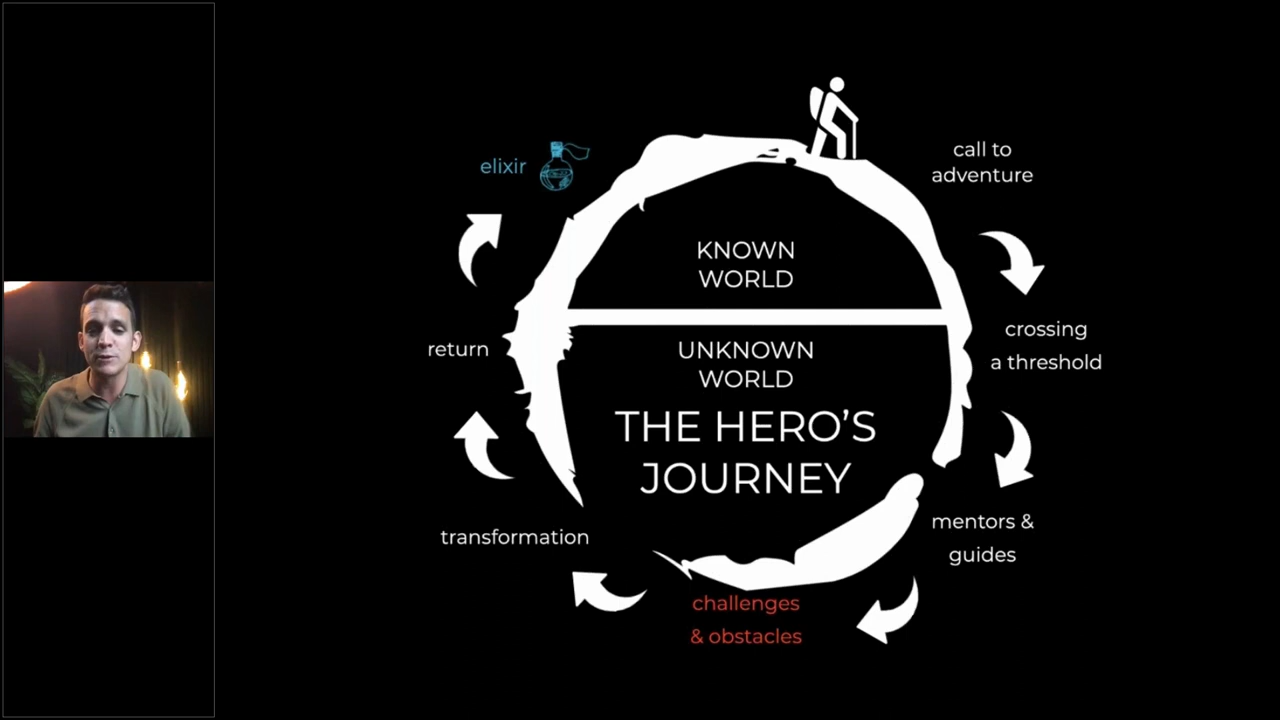 elixir
call to
adventure
KNOWN
WORLD
crossing
a threshold
return
UNKNOWN
WORLD
THE HERO’S
JOURNEY
mentors &
guides
transformation
challenges
& obstacles